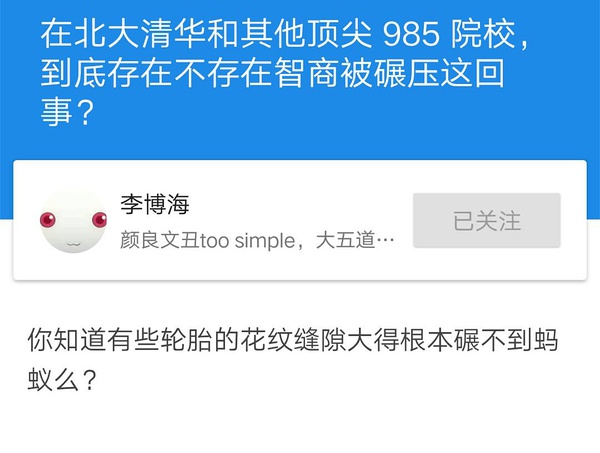 在北大清华和其他顶尖 985 院校，
到底存在不存在智商被碾压这回
事？
李博海
颜良文丑too simple，大五道…
已关注
你知道有些轮胎的花纹缝隙大得根本碾不到蚂
蚁么？